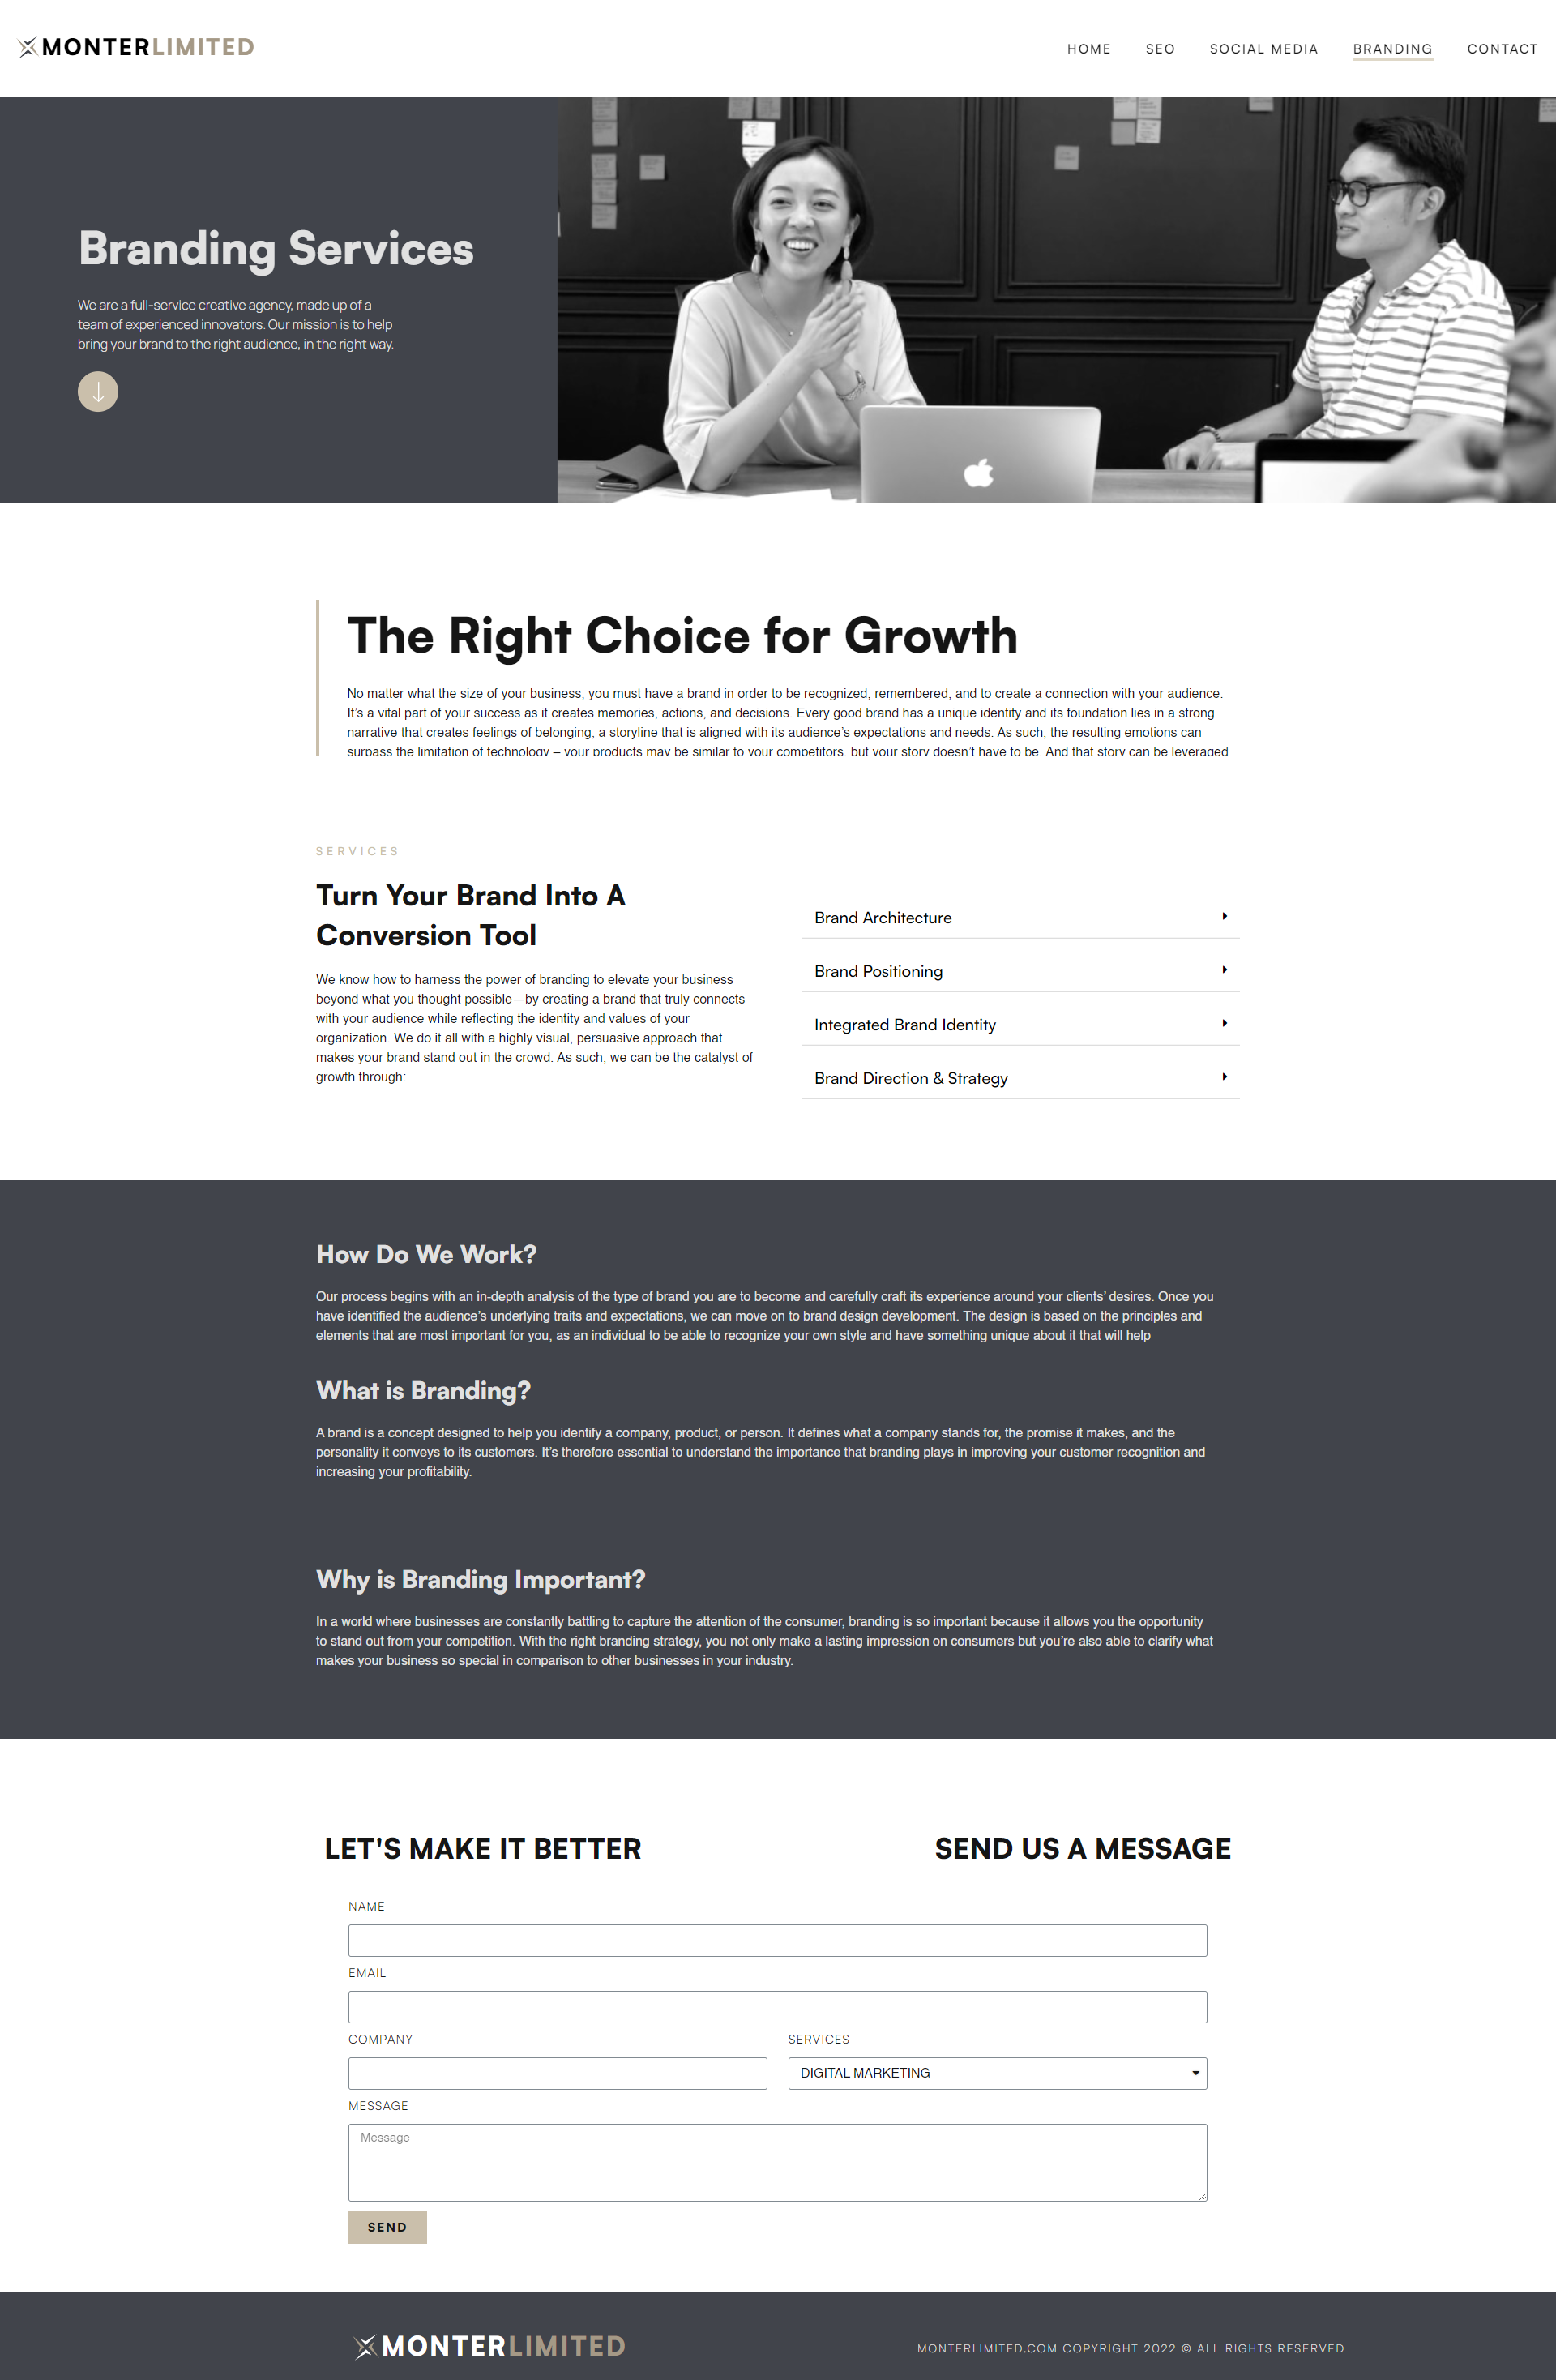 MONTERLIMITED
HOME SEO SOCIAL MEDIA BRANDING CONTACT
Branding Services
We are a full-service creative agency, made up of a
team of experienced innovators. Our mission is to help
bring your brand to the right audience, in the right way.
The Right Choice for Growth
No matter what the size of your business, you must have a brand in order to be recognized, remembered, and to create a connection with your audience.
It’s a vital part of your success as it creates memories, actions, and decisions. Every good brand has a unique identity and its foundation lies in a strong
narrative that creates feelings of belonging, a storyline that is aligned with its audience’s expectations and needs. As such, the resulting emotions can
surpass the limitation of technology – your products may be similar to your competitors, but your story doesn’t have to be. And that story can be leveraged
SERVICES
Turn Your Brand Into A
Conversion Tool
We know how to harness the power of branding to elevate your business
beyond what you thought possible—by creating a brand that truly connects
with your audience while reflecting the identity and values of your
organization. We do it all with a highly visual, persuasive approach that
makes your brand stand out in the crowd. As such, we can be the catalyst of
growth through:
Brand Architecture
Brand Positioning
Integrated Brand Identity
Brand Direction & Strategy
How Do We Work?
Our process begins with an in-depth analysis of the type of brand you are to become and carefully craft its experience around your clients’ desires. Once you
have identified the audience’s underlying traits and expectations, we can move on to brand design development. The design is based on the principles and
elements that are most important for you, as an individual to be able to recognize your own style and have something unique about it that will help
What is Branding?
A brand is a concept designed to help you identify a company, product, or person. It defines what a company stands for, the promise it makes, and the
personality it conveys to its customers. It’s therefore essential to understand the importance that branding plays in improving your customer recognition and
increasing your profitability.
Why is Branding Important?
In a world where businesses are constantly battling to capture the attention of the consumer, branding is so important because it allows you the opportunity
to stand out from your competition. With the right branding strategy, you not only make a lasting impression on consumers but you’re also able to clarify what
makes your business so special in comparison to other businesses in your industry.
LET'S MAKE IT BETTER
SEND US A MESSAGE
NAME
EMAIL
COMPANY
SERVICES
DIGITAL MARKETING
MESSAGE
Message
SEND
MONTERLIMITED
MONTERLIMITED.COM COPYRIGHT 2022 © ALL RIGHTS RESERVED